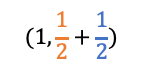 (1, 1/2 + 1/2)